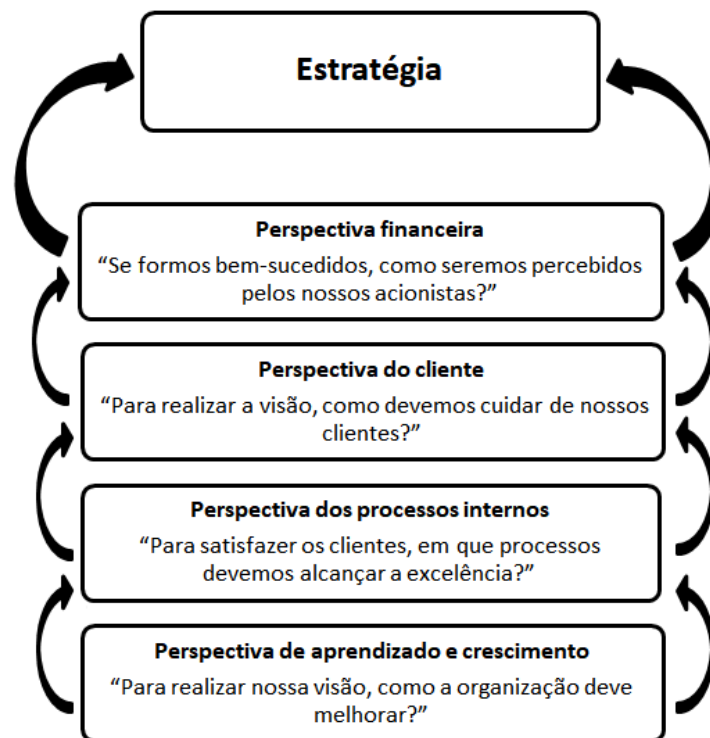 Estratégia
Perspectiva financeira
“Se formos bem-sucedidos, como seremos percebidos
pelos nossos acionistas?”
Perspectiva do cliente
“Para realizar a visão, como devemos cuidar de nossos
clientes?”
Perspectiva dos processos internos
“Para satisfazer os clientes, em que processos
devemos alcançar a excelência?”
Perspectiva de aprendizado e crescimento
“Para realizar nossa visão, como a organização deve
melhorar?”